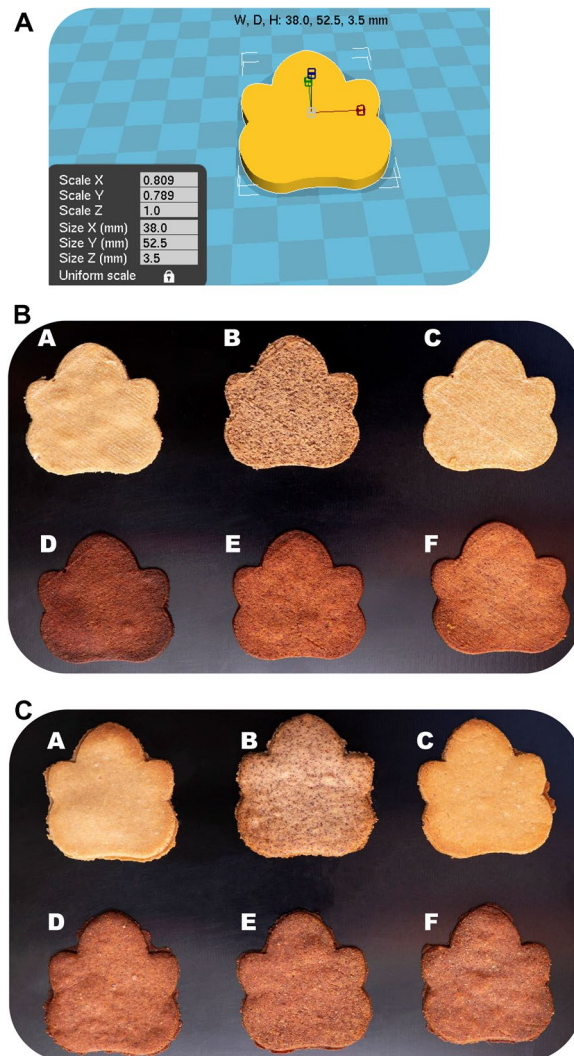 A
W, D, H: 38.0, 52.5, 3.5 mm
Scale X 0.809
Scale Y 0.789
Scale Z 1.0
Size X (mm) 38.0
Size Y (mm) 52.5
Size Z (mm) 3.5
Uniform scale
B
A B C
D E F
C
A B C
D E F